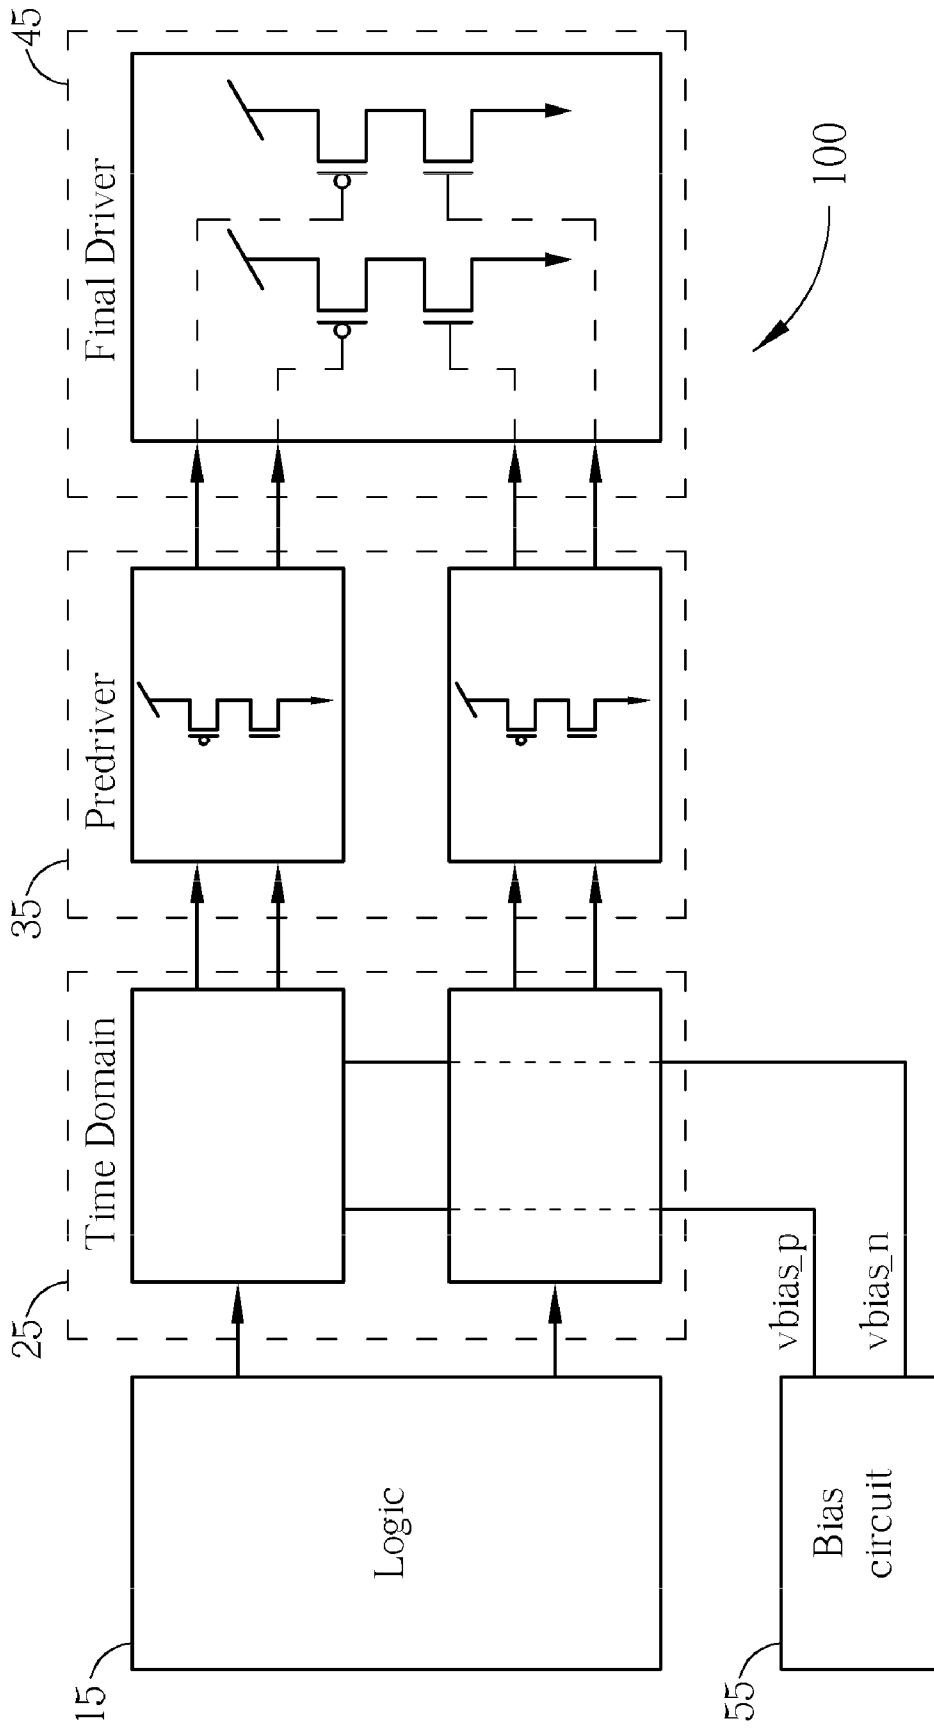 15
Logic
25
Time Domain
35
Predriver
45
Final Driver
55
Bias
circuit
vbias_p
vbias_n
100